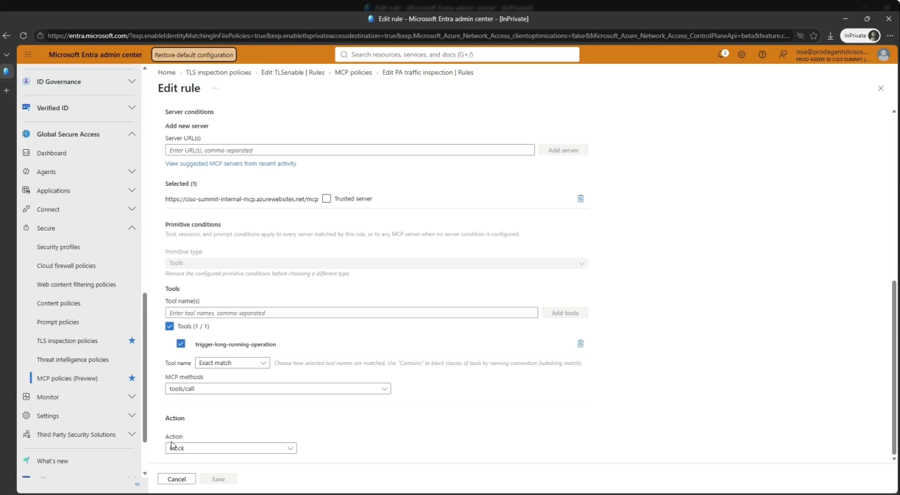 Edit rule - Microsoft Entra admin center - [InPrivate]
https://entra.microsoft.com/?exp.enableIdentityMatchingInFilePolicies=true&exp.enabletlsprivateaccessdestination=true&exp.Microsoft_Azure_Network_Access_clientoptimizations=false&Microsoft_Azure_Network_Access_ControlPlaneApi=beta&feature.c...
InPrivate
Microsoft Entra admin center
Restore default configuration
Search resources, services, and docs (G+/)
2
PROD AGENT ID CISO SUMMIT (...
Home
TLS inspection policies
Edit TLSenable | Rules
MCP policies
Edit PA traffic inspection | Rules
Edit rule
...
ID Governance
Verified ID
Global Secure Access
Dashboard
Agents
Applications
Connect
Secure
Security profiles
Cloud firewall policies
Web content filtering policies
Content policies
Prompt policies
TLS inspection policies
Threat intelligence policies
MCP policies (Preview)
Monitor
Settings
Third Party Security Solutions
What's new
Server conditions
Add new server
Server URL(s)
Enter URL(s), comma-separated
Add server
View suggested MCP servers from recent activity
Selected (1)
https://ciso-summit-internal-mcp.azurewebsites.net/mcp
Trusted server
Primitive conditions
Tool, resource, and prompt conditions apply to every server matched by this rule, or to any MCP server when no server condition is configured.
Primitive type
Tools
Remove the configured primitive conditions before choosing a different type.
Tools
Tool name(s)
Enter tool names, comma-separated
Add tools
Tools (1 / 1)
trigger-long-running-operation
Tool name
Exact match
Choose how selected tool names are matched. Use "Contains" to block classes of tools by naming convention (substring match).
MCP methods
tools/call
Action
Action
Block
Cancel
Save